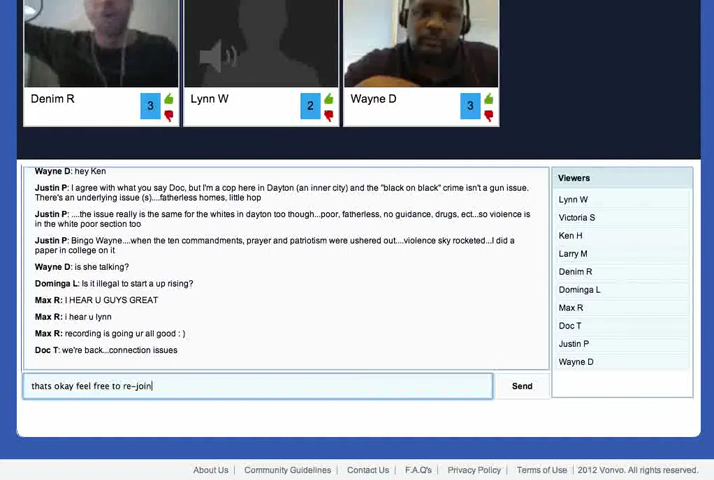 Denim R
3
Lynn W
2
Wayne D
3
Wayne D: hey Ken
Justin P: I agree with what you say Doc, but I'm a cop here in Dayton (an inner city) and the "black on black" crime isn't a gun issue.
There's an underlying issue (s)....fatherless homes, little hop
Justin P: ....the issue really is the same for the whites in dayton too though...poor, fatherless, no guidance, drugs, ect...so violence is
in the white poor section too
Justin P: Bingo Wayne....when the ten commandments, prayer and patriotism were ushered out....violence sky rocketed...I did a
paper in college on it
Wayne D: is she talking?
Dominga L: Is it illegal to start a up rising?
Max R: I HEAR U GUYS GREAT
Max R: i hear u lynn
Max R: recording is going ur all good : )
Doc T: we're back...connection issues
thats okay feel free to re-join
Send
Viewers
Lynn W
Victoria S
Ken H
Larry M
Denim R
Dominga L
Max R
Doc T
Justin P
Wayne D
About Us | Community Guidelines | Contact Us | F.A.Q's | Privacy Policy | Terms of Use | 2012 Vonvo. All rights reserved.